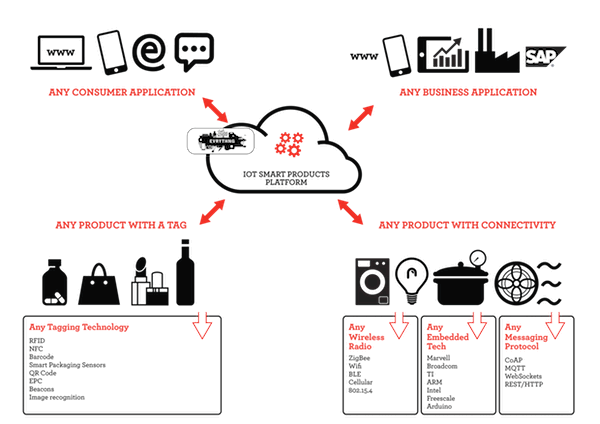 www
www
SAP
ANY CONSUMER APPLICATION
ANY BUSINESS APPLICATION
EVRYTHNG
IOT SMART PRODUCTS
PLATFORM
ANY PRODUCT WITH A TAG
ANY PRODUCT WITH CONNECTIVITY
Any Tagging Technology
RFID
NFC
Barcode
Smart Packaging Sensors
QR Code
EPC
Beacons
Image recognition
Any
Wireless
Radio
ZigBee
Wifi
BLE
Cellular
802.15.4
Any
Embedded
Tech
Marvell
Broadcom
TI
ARM
Intel
Freescale
Arduino
Any
Messaging
Protocol
CoAP
MQTT
WebSockets
REST/HTTP